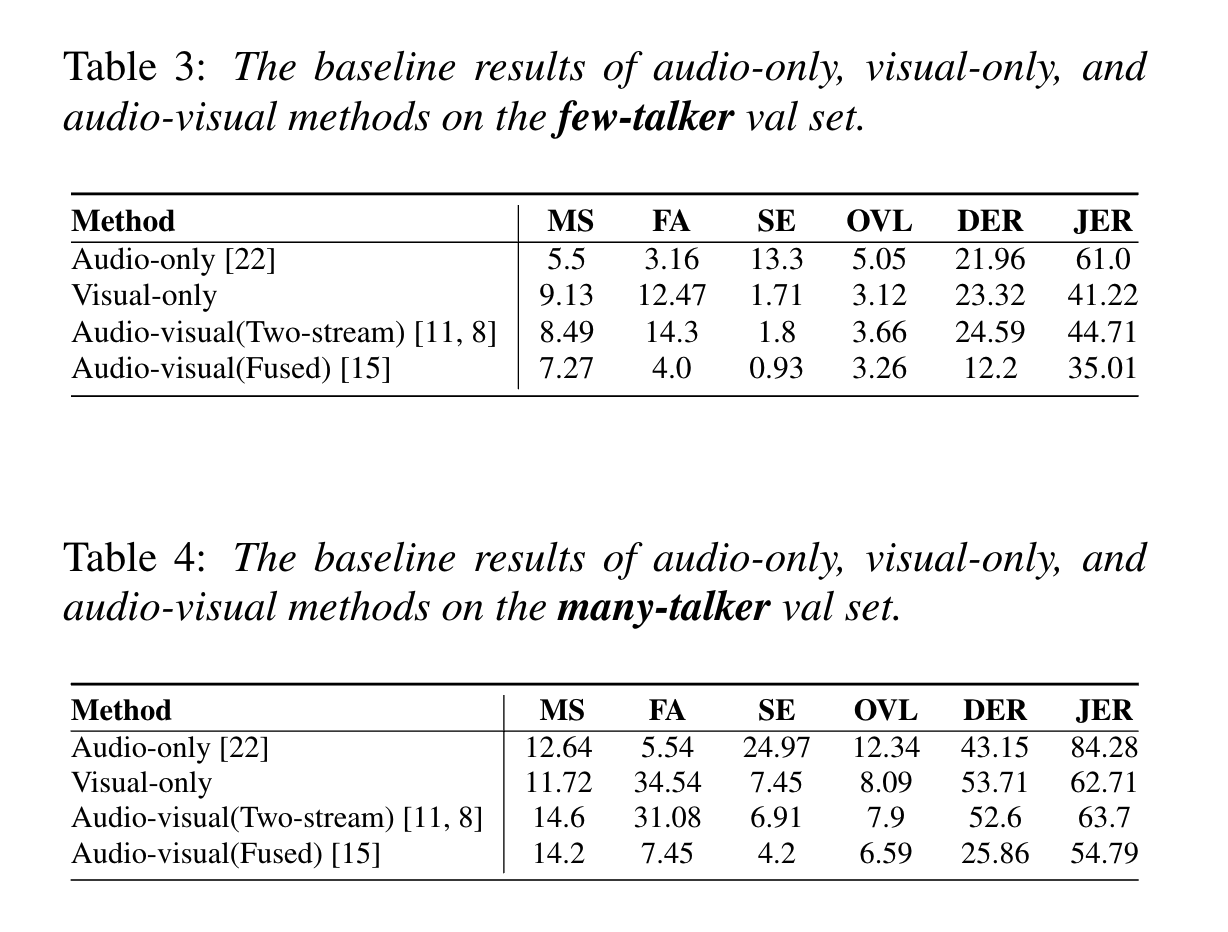 Table 3: The baseline results of audio-only, visual-only, and
audio-visual methods on the few-talker val set.
Method MS FA SE OVL DER JER
Audio-only [22] 5.5 3.16 13.3 5.05 21.96 61.0
Visual-only 9.13 12.47 1.71 3.12 23.32 41.22
Audio-visual(Two-stream) [11, 8] 8.49 14.3 1.8 3.66 24.59 44.71
Audio-visual(Fused) [15] 7.27 4.0 0.93 3.26 12.2 35.01
Table 4: The baseline results of audio-only, visual-only, and
audio-visual methods on the many-talker val set.
Method MS FA SE OVL DER JER
Audio-only [22] 12.64 5.54 24.97 12.34 43.15 84.28
Visual-only 11.72 34.54 7.45 8.09 53.71 62.71
Audio-visual(Two-stream) [11, 8] 14.6 31.08 6.91 7.9 52.6 63.7
Audio-visual(Fused) [15] 14.2 7.45 4.2 6.59 25.86 54.79